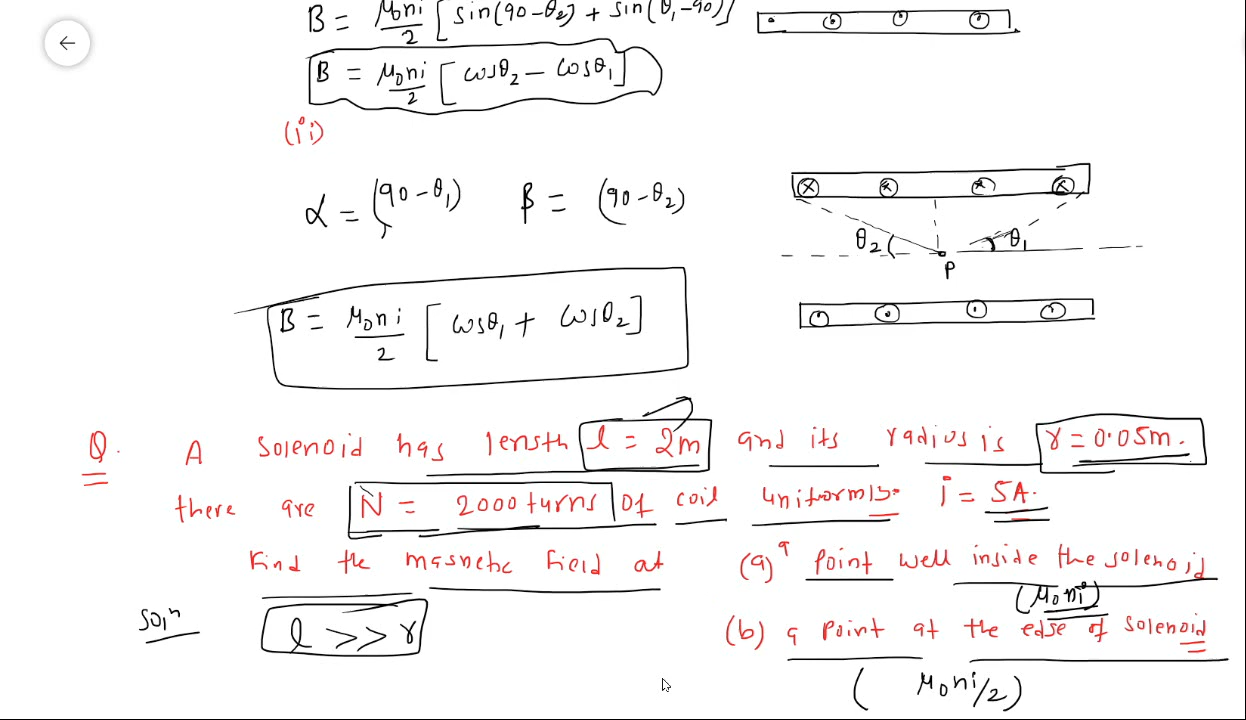 B = μ₀ni/2 [sin(90-θ₂) + sin(θ₁-90)]
B = μ₀ni/2 [cosθ₂ - cosθ₁]
(ii)
α = (90-θ₁) β = (90-θ₂)
θ₂ θ₁
P
B = μ₀ni/2 [cosθ₁ + cosθ₂]
Q. A solenoid has length l = 2m and its radius is r = 0.05m.
there are N = 2000 turns of coil uniformly. i = 5A.
Find the magnetic field at (a) a point well inside the solenoid
(μ₀ni)
Solⁿ l >> r (b) a point at the edge of solenoid
(μ₀ni/2)